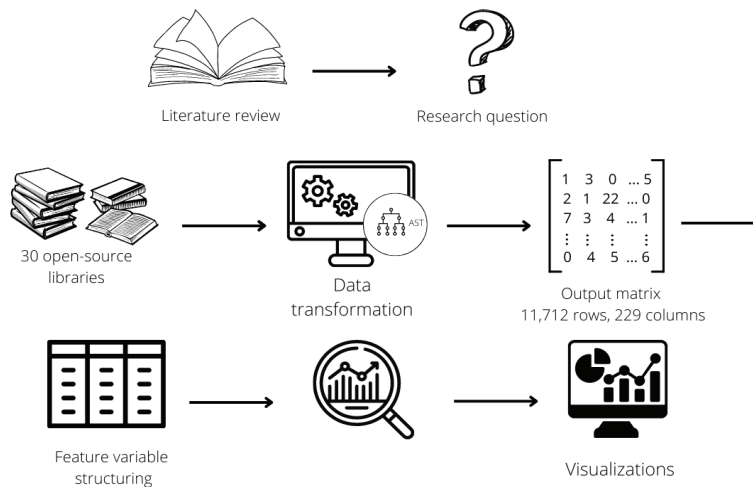 Literature review
Research question
30 open-source
libraries
AST
Data
transformation
1 3 0 ... 5
2 1 22 ... 0
7 3 4 ... 1
⋮ ⋮ ⋮ ⋮
0 4 5 ... 6
Output matrix
11,712 rows, 229 columns
Feature variable
structuring
Visualizations